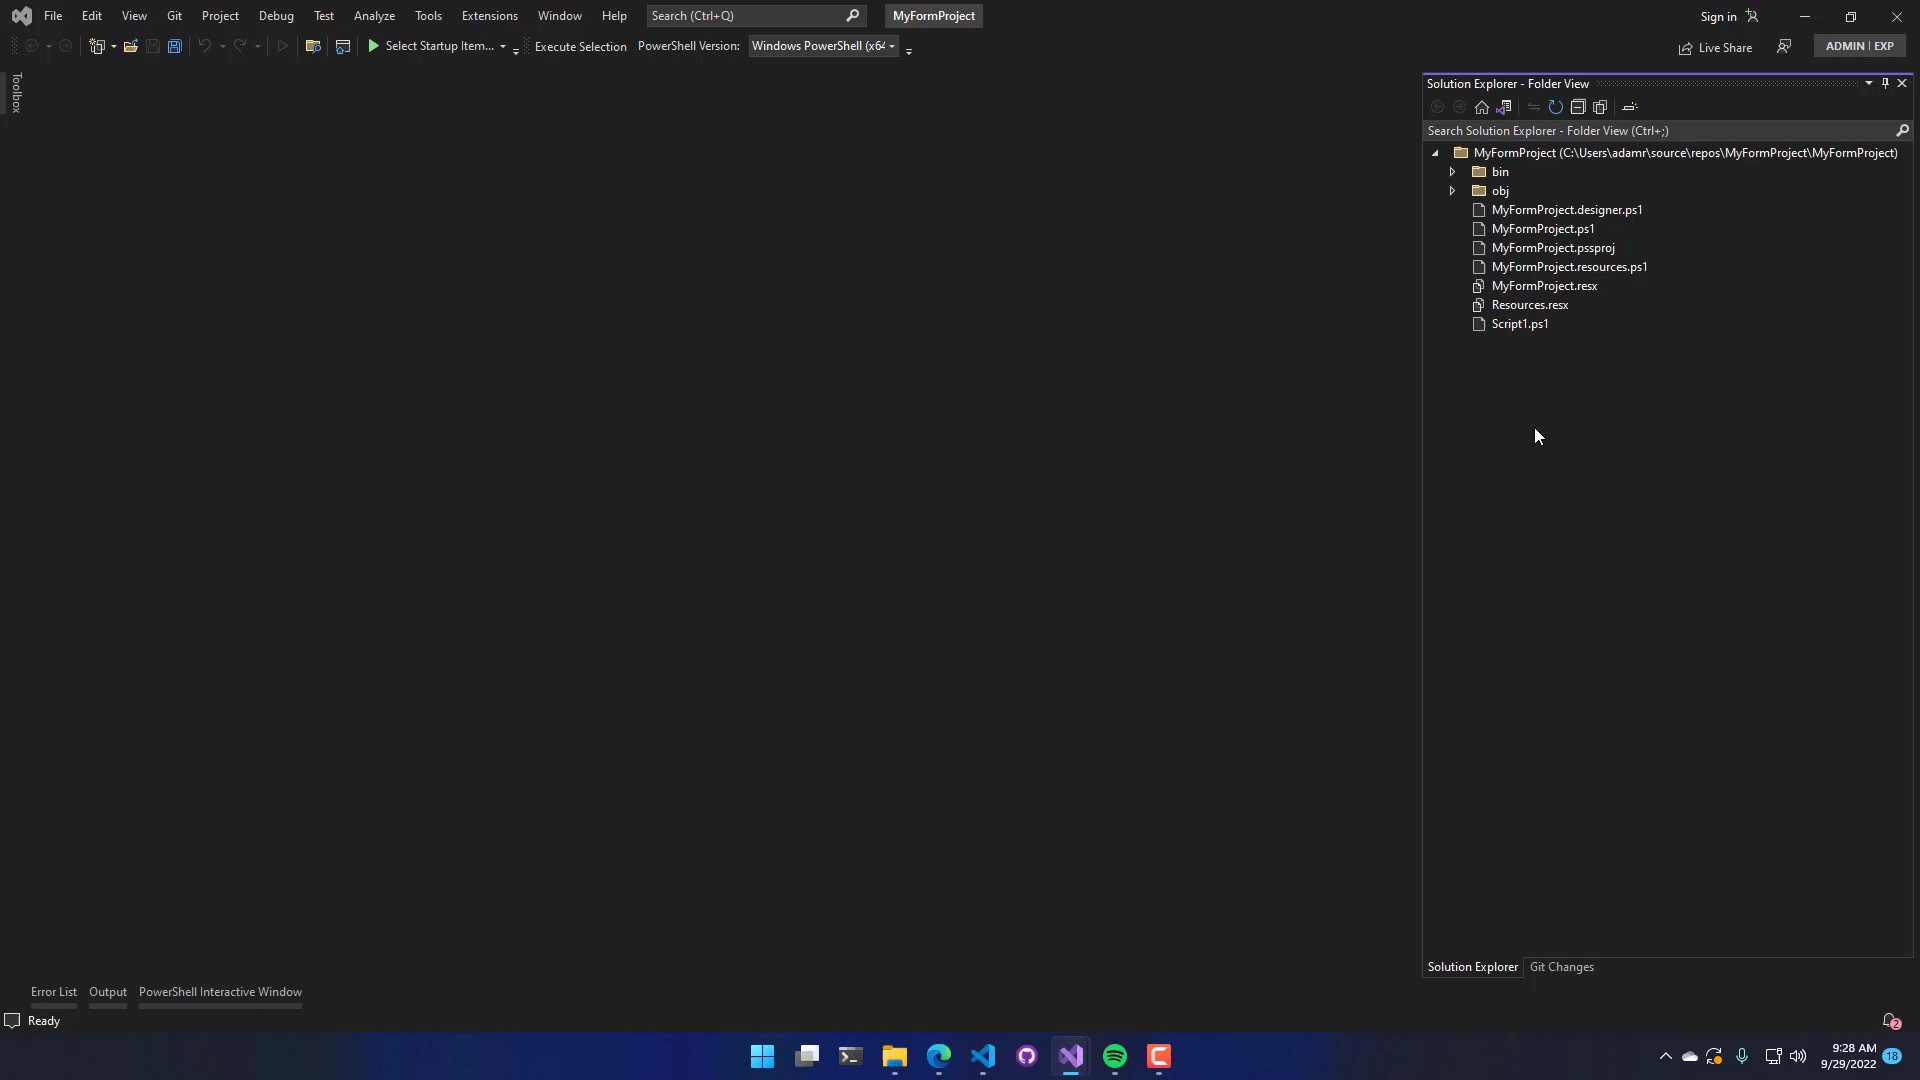 File Edit View Git Project Debug Test Analyze Tools Extensions Window Help Search (Ctrl+Q) MyFormProject Sign in
Select Startup Item... Execute Selection PowerShell Version: Windows PowerShell (x64 Live Share ADMIN | EXP
Toolbox
Solution Explorer - Folder View
Search Solution Explorer - Folder View (Ctrl+;)
MyFormProject (C:\Users\adamr\source\repos\MyFormProject\MyFormProject)
bin
obj
MyFormProject.designer.ps1
MyFormProject.ps1
MyFormProject.pssproj
MyFormProject.resources.ps1
MyFormProject.resx
Resources.resx
Script1.ps1
Solution Explorer Git Changes
Error List Output PowerShell Interactive Window
Ready 2
9:28 AM
9/29/2022 18